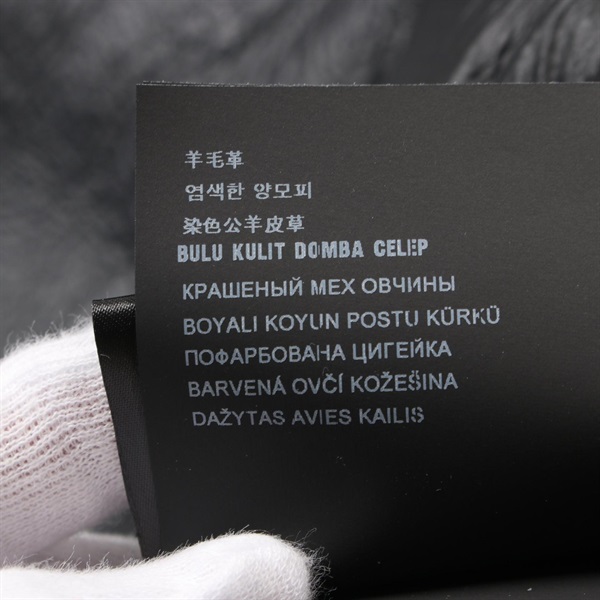 羊毛革
염색한 양모피
染色公羊皮草
BULU KULIT DOMBA CELEP
КРАШЕНЫЙ МЕХ ОВЧИНЫ
BOYALI KOYUN POSTU KÜRKÜ
ПОФАРБОВАНА ЦИГЕЙКА
BARVENÁ OVČÍ KOŽEŠINA
DAŽYTAS AVIES KAILIS